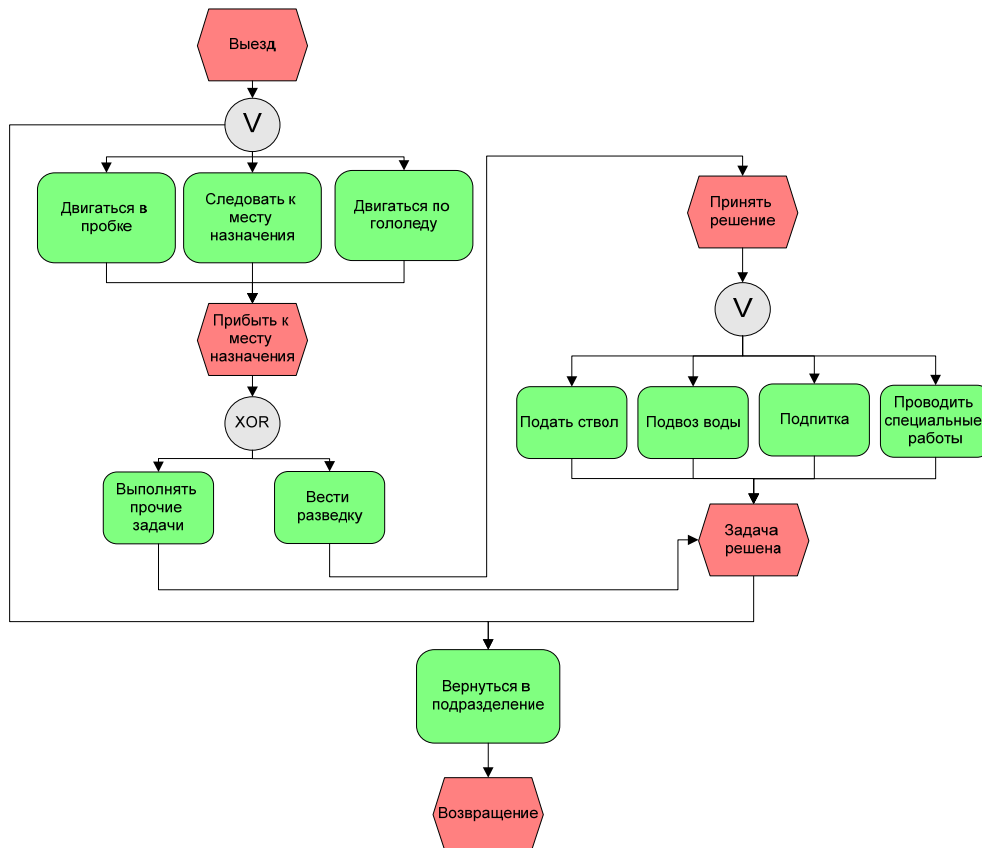 Выезд
V
Двигаться в
пробке
Следовать к
месту
назначения
Двигаться по
гололеду
Прибыть к
месту
назначения
XOR
Выполнять
прочие
задачи
Вести
разведку
Принять
решение
V
Подать ствол
Подвоз воды
Подпитка
Проводить
специальные
работы
Задача
решена
Вернуться в
подразделение
Возвращение